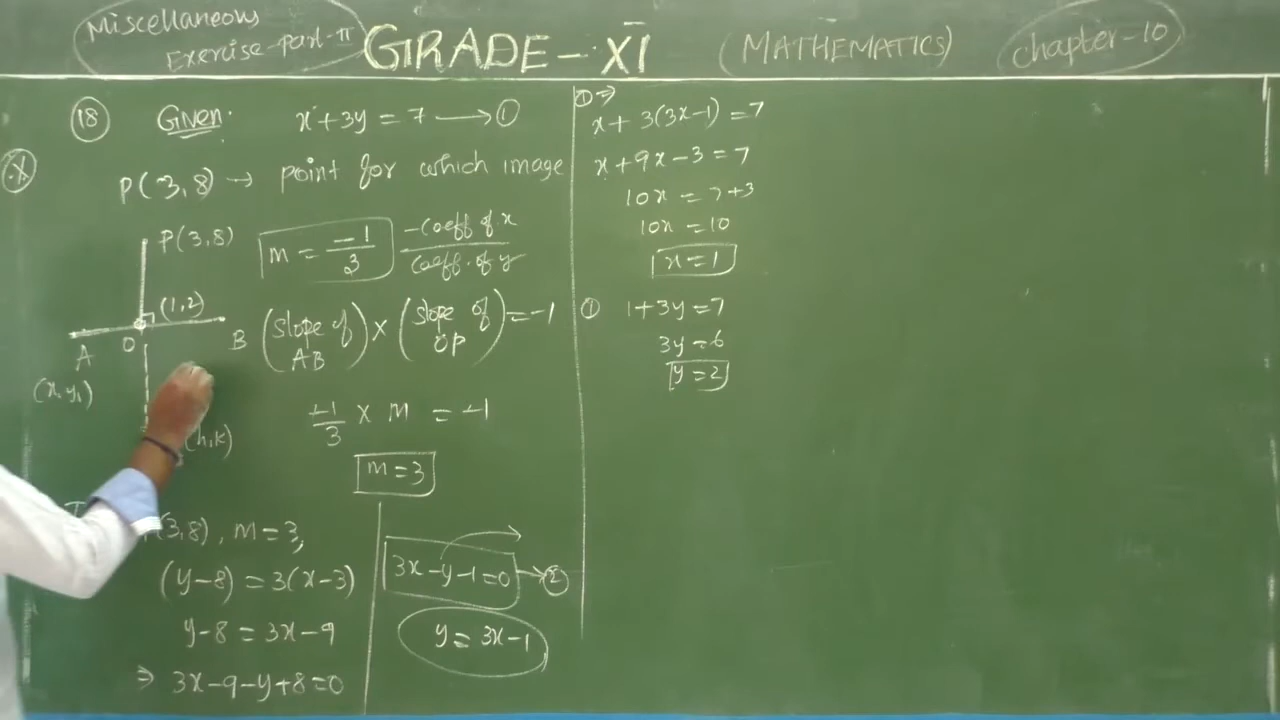 Miscellaneous
Exercise-part-II
GRADE - XI
(MATHEMATICS)
chapter-10
18 Given: x+3y = 7 → ①
P(3,8) → point for which image
P(3,8)
m = -1/3
-coeff of x / coeff. of y
(1,2)
A O B
(x, y₁)
(h,k)
(slope of AB) × (slope of OP) = -1
-1/3 × m = -1
m = 3
(3,8), m = 3,
(y-8) = 3(x-3)
y-8 = 3x-9
⇒ 3x-9-y+8=0
3x-y-1=0 → ②
y = 3x-1
① ⇒
x + 3(3x-1) = 7
x+9x-3=7
10x = 7+3
10x = 10
x = 1
① 1+3y=7
3y=6
y=2